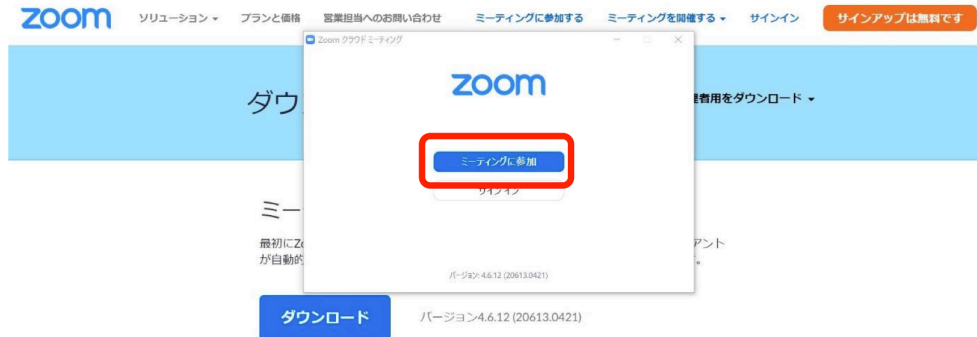 zoom ソリューション プランと価格 営業担当へのお問い合わせ ミーティングに参加する ミーティングを開催する サインイン サインアップは無料です
Zoom クラウドミーティング
zoom
ダウ
者用をダウンロード
ミーティングに参加
サインイン
ミー
最初にZo
アント
が自動的
。
バージョン: 4.6.12 (20613.0421)
ダウンロード バージョン4.6.12 (20613.0421)